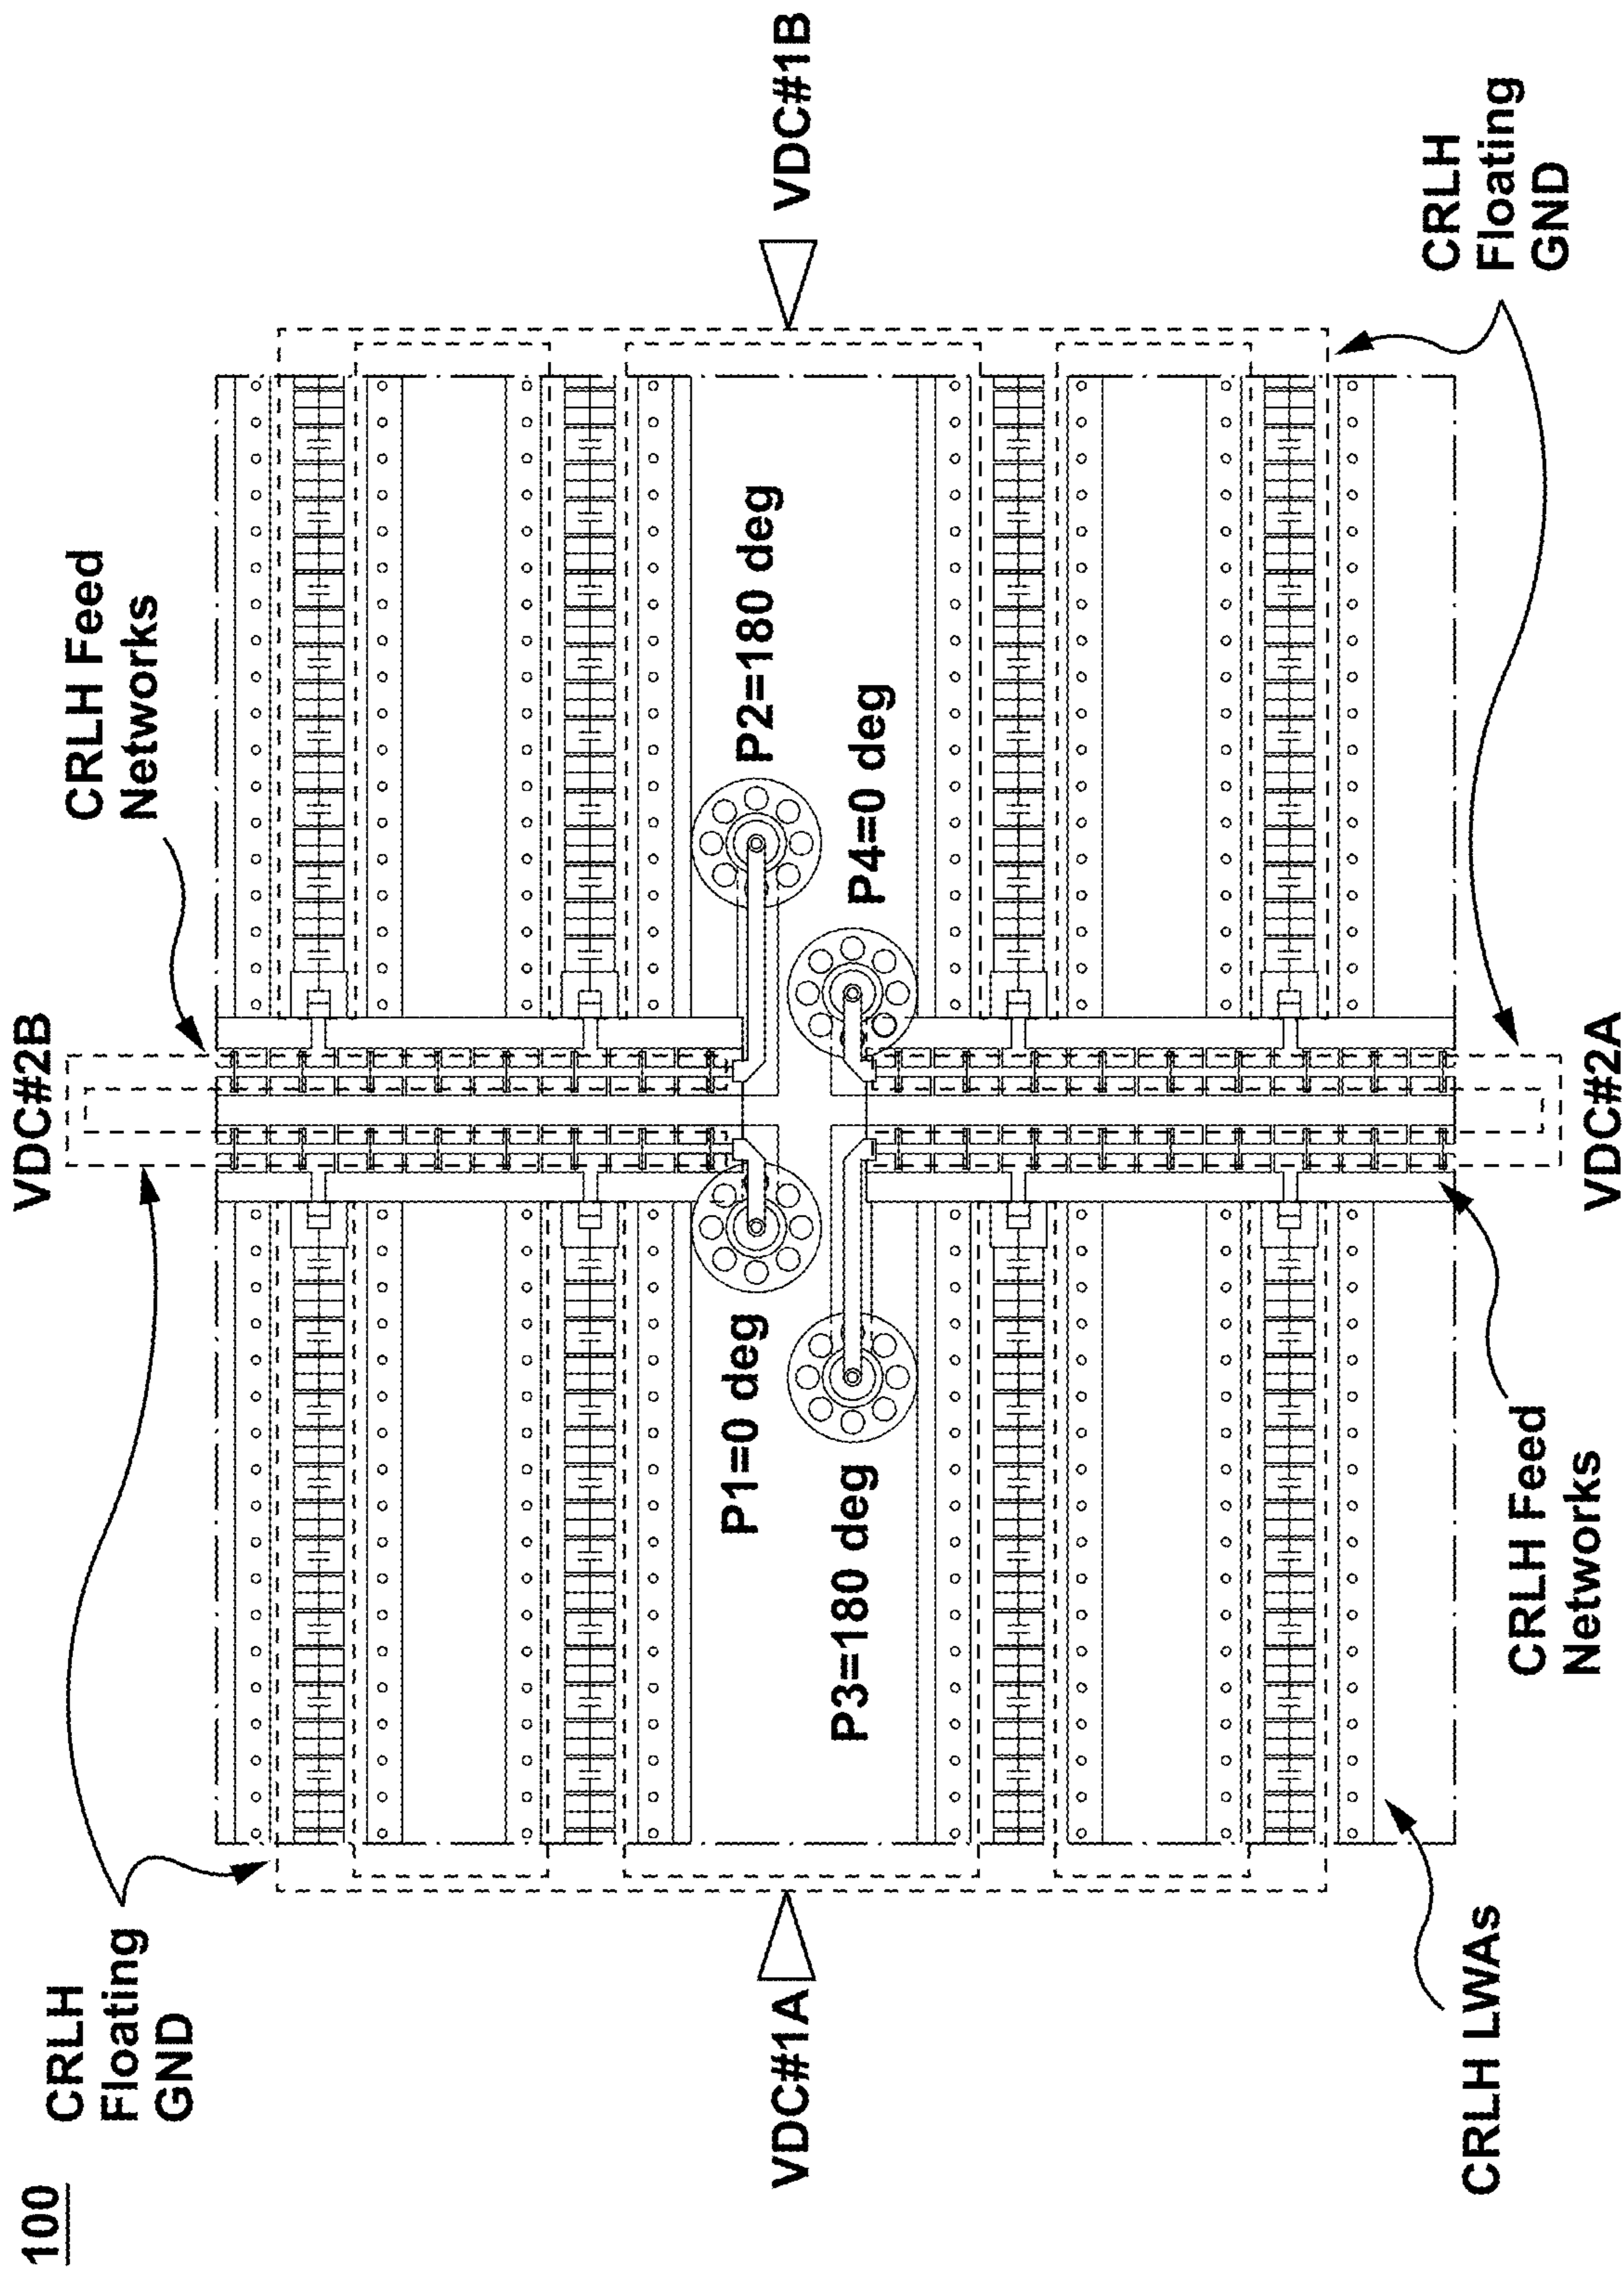 100
CRLH
Floating
GND
VDC#2B
CRLH Feed
Networks
VDC#1A
P1=0 deg
P2=180 deg
P3=180 deg
P4=0 deg
VDC#1B
CRLH LWAs
CRLH Feed
Networks
VDC#2A
CRLH
Floating
GND